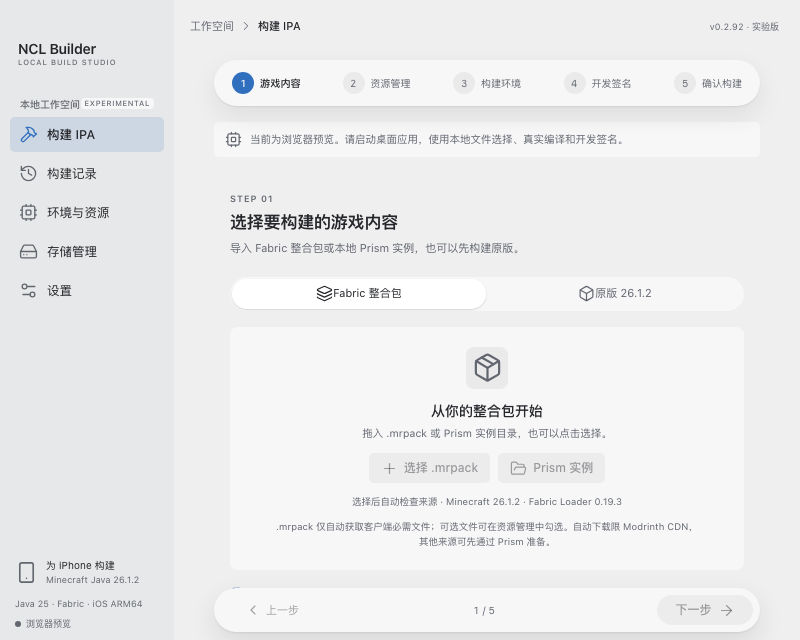 NCL Builder
LOCAL BUILD STUDIO
本地工作空间 EXPERIMENTAL
构建 IPA
构建记录
环境与资源
存储管理
设置
为 iPhone 构建
Minecraft Java 26.1.2
Java 25 · Fabric · iOS ARM64
浏览器预览
工作空间 > 构建 IPA
v0.2.92 · 实验版
1 游戏内容
2 资源管理
3 构建环境
4 开发签名
5 确认构建
当前为浏览器预览。请启动桌面应用，使用本地文件选择、真实编译和开发签名。
STEP 01
选择要构建的游戏内容
导入 Fabric 整合包或本地 Prism 实例，也可以先构建原版。
Fabric 整合包
原版 26.1.2
从你的整合包开始
拖入 .mrpack 或 Prism 实例目录，也可以点击选择。
选择 .mrpack
Prism 实例
选择后自动检查来源 · Minecraft 26.1.2 · Fabric Loader 0.19.3
.mrpack 仅自动获取客户端必需文件；可选文件可在资源管理中勾选。自动下载限 Modrinth CDN，
其他来源可先通过 Prism 准备。
上一步
1 / 5
下一步